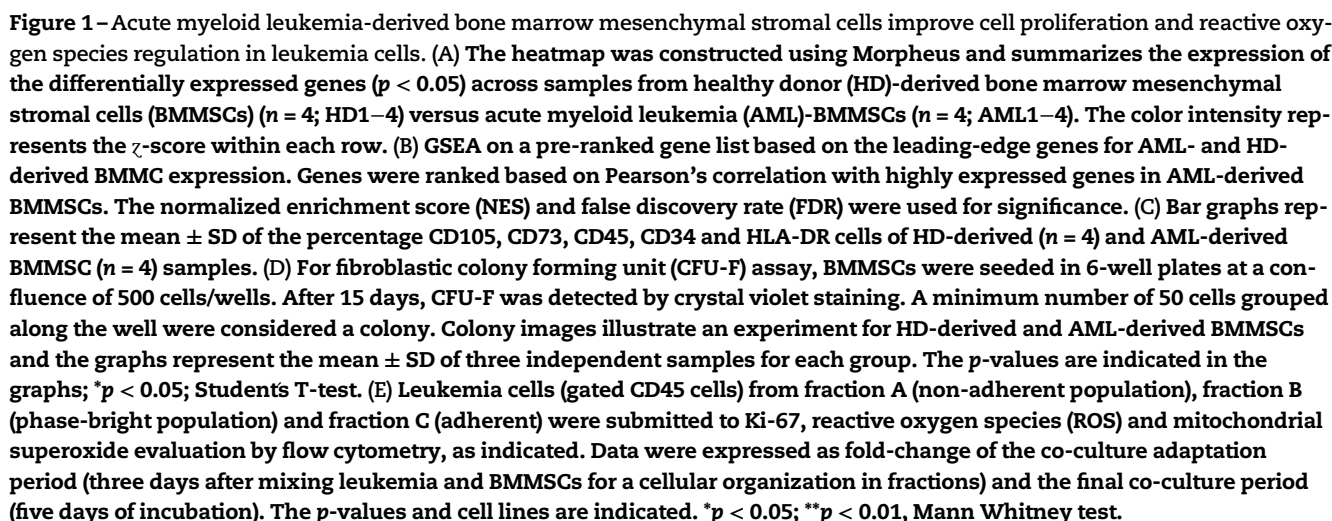 Figure 1 – Acute myeloid leukemia-derived bone marrow mesenchymal stromal cells improve cell proliferation and reactive oxy-
gen species regulation in leukemia cells. (A) The heatmap was constructed using Morpheus and summarizes the expression of
the differentially expressed genes (p < 0.05) across samples from healthy donor (HD)-derived bone marrow mesenchymal
stromal cells (BMMSCs) (n = 4; HD1−4) versus acute myeloid leukemia (AML)-BMMSCs (n = 4; AML1−4). The color intensity rep-
resents the z-score within each row. (B) GSEA on a pre-ranked gene list based on the leading-edge genes for AML- and HD-
derived BMMC expression. Genes were ranked based on Pearson's correlation with highly expressed genes in AML-derived
BMMSCs. The normalized enrichment score (NES) and false discovery rate (FDR) were used for significance. (C) Bar graphs rep-
resent the mean ± SD of the percentage CD105, CD73, CD45, CD34 and HLA-DR cells of HD-derived (n = 4) and AML-derived
BMMSC (n = 4) samples. (D) For fibroblastic colony forming unit (CFU-F) assay, BMMSCs were seeded in 6-well plates at a con-
fluence of 500 cells/wells. After 15 days, CFU-F was detected by crystal violet staining. A minimum number of 50 cells grouped
along the well were considered a colony. Colony images illustrate an experiment for HD-derived and AML-derived BMMSCs
and the graphs represent the mean ± SD of three independent samples for each group. The p-values are indicated in the
graphs; *p < 0.05; Student´s T-test. (E) Leukemia cells (gated CD45 cells) from fraction A (non-adherent population), fraction B
(phase-bright population) and fraction C (adherent) were submitted to Ki-67, reactive oxygen species (ROS) and mitochondrial
superoxide evaluation by flow cytometry, as indicated. Data were expressed as fold-change of the co-culture adaptation
period (three days after mixing leukemia and BMMSCs for a cellular organization in fractions) and the final co-culture period
(five days of incubation). The p-values and cell lines are indicated. *p < 0.05; **p < 0.01, Mann Whitney test.